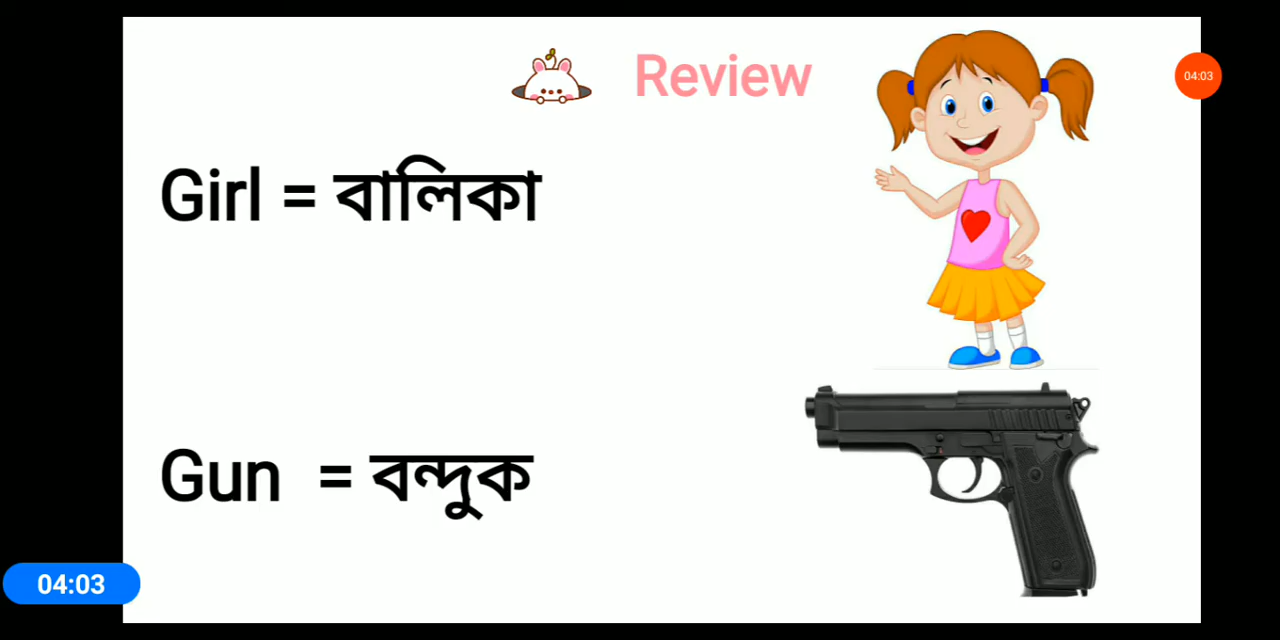 Review
04:03
Girl = বালিকা
Gun = বন্দুক
04:03